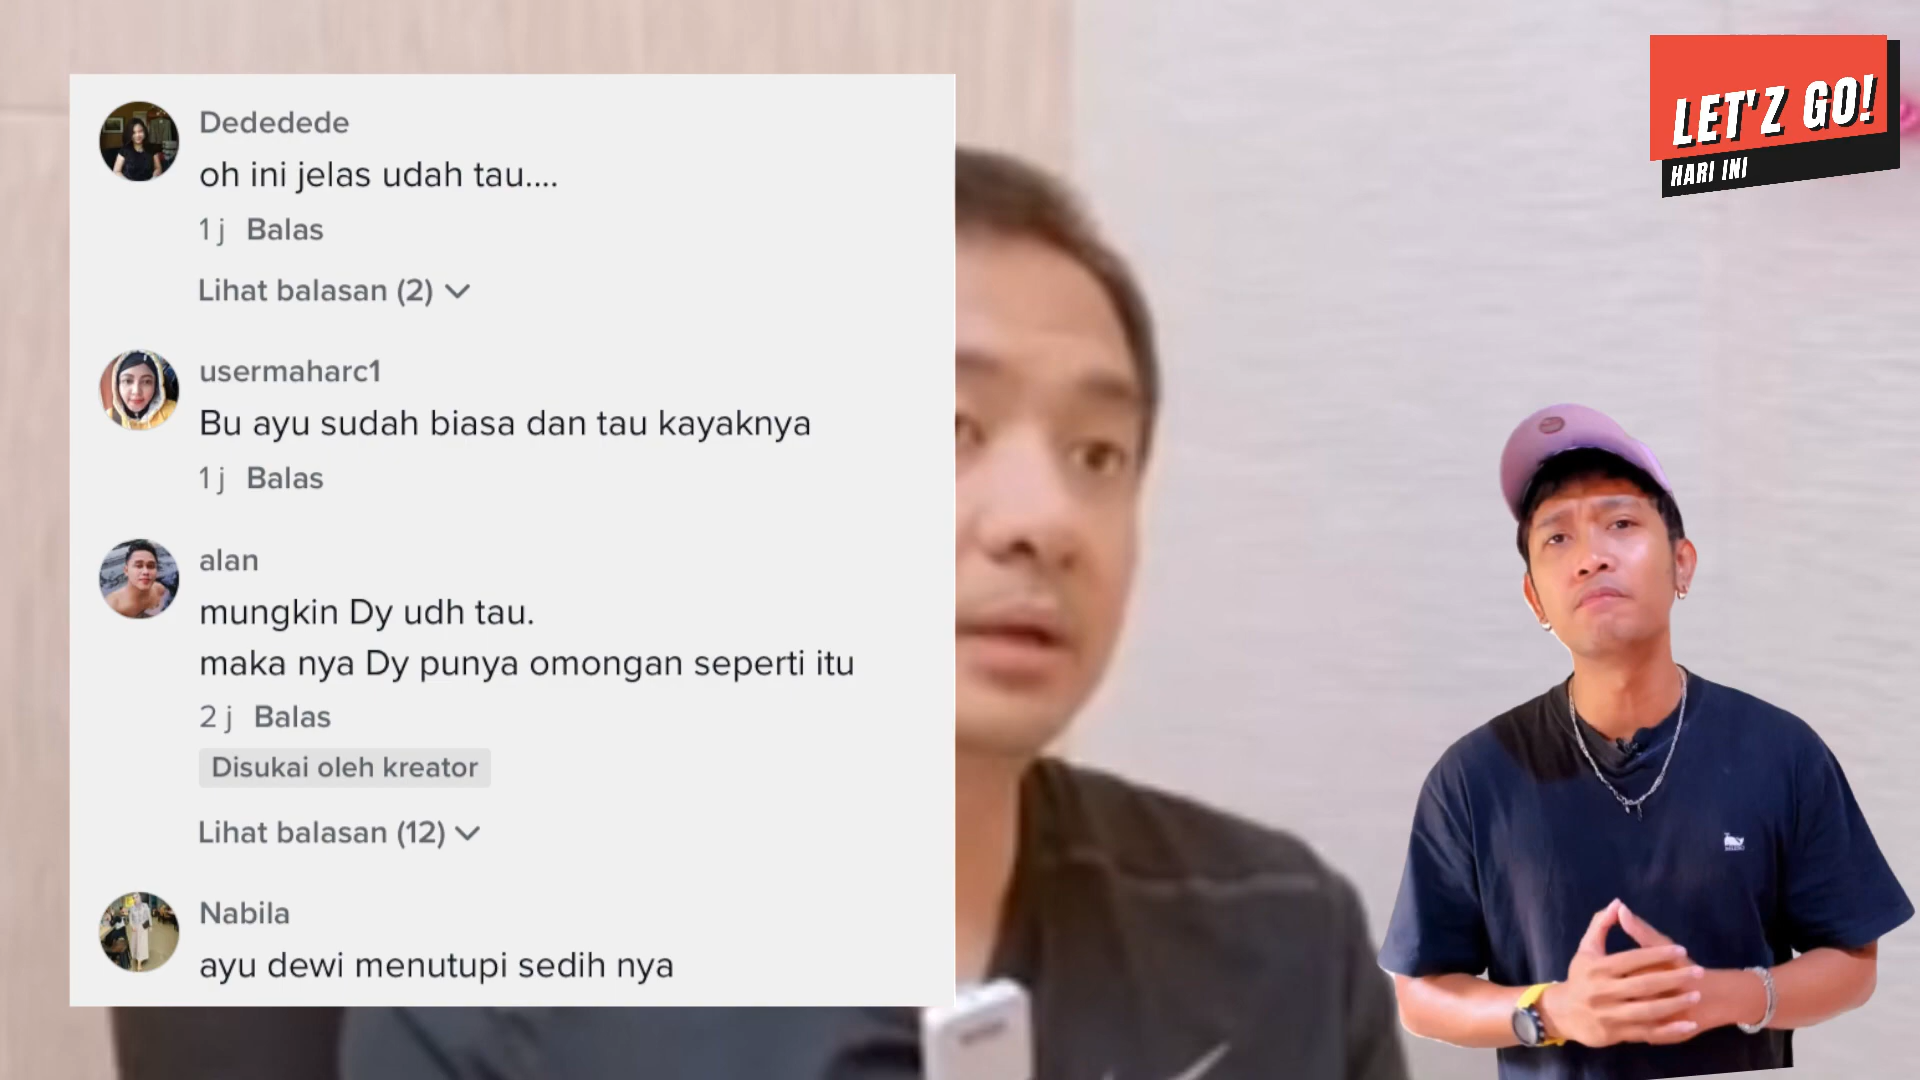 Dededede
oh ini jelas udah tau....
1 j Balas
Lihat balasan (2)
usermaharc1
Bu ayu sudah biasa dan tau kayaknya
1 j Balas
alan
mungkin Dy udh tau.
maka nya Dy punya omongan seperti itu
2 j Balas
Disukai oleh kreator
Lihat balasan (12)
Nabila
ayu dewi menutupi sedih nya
LET'Z GO!
HARI INI